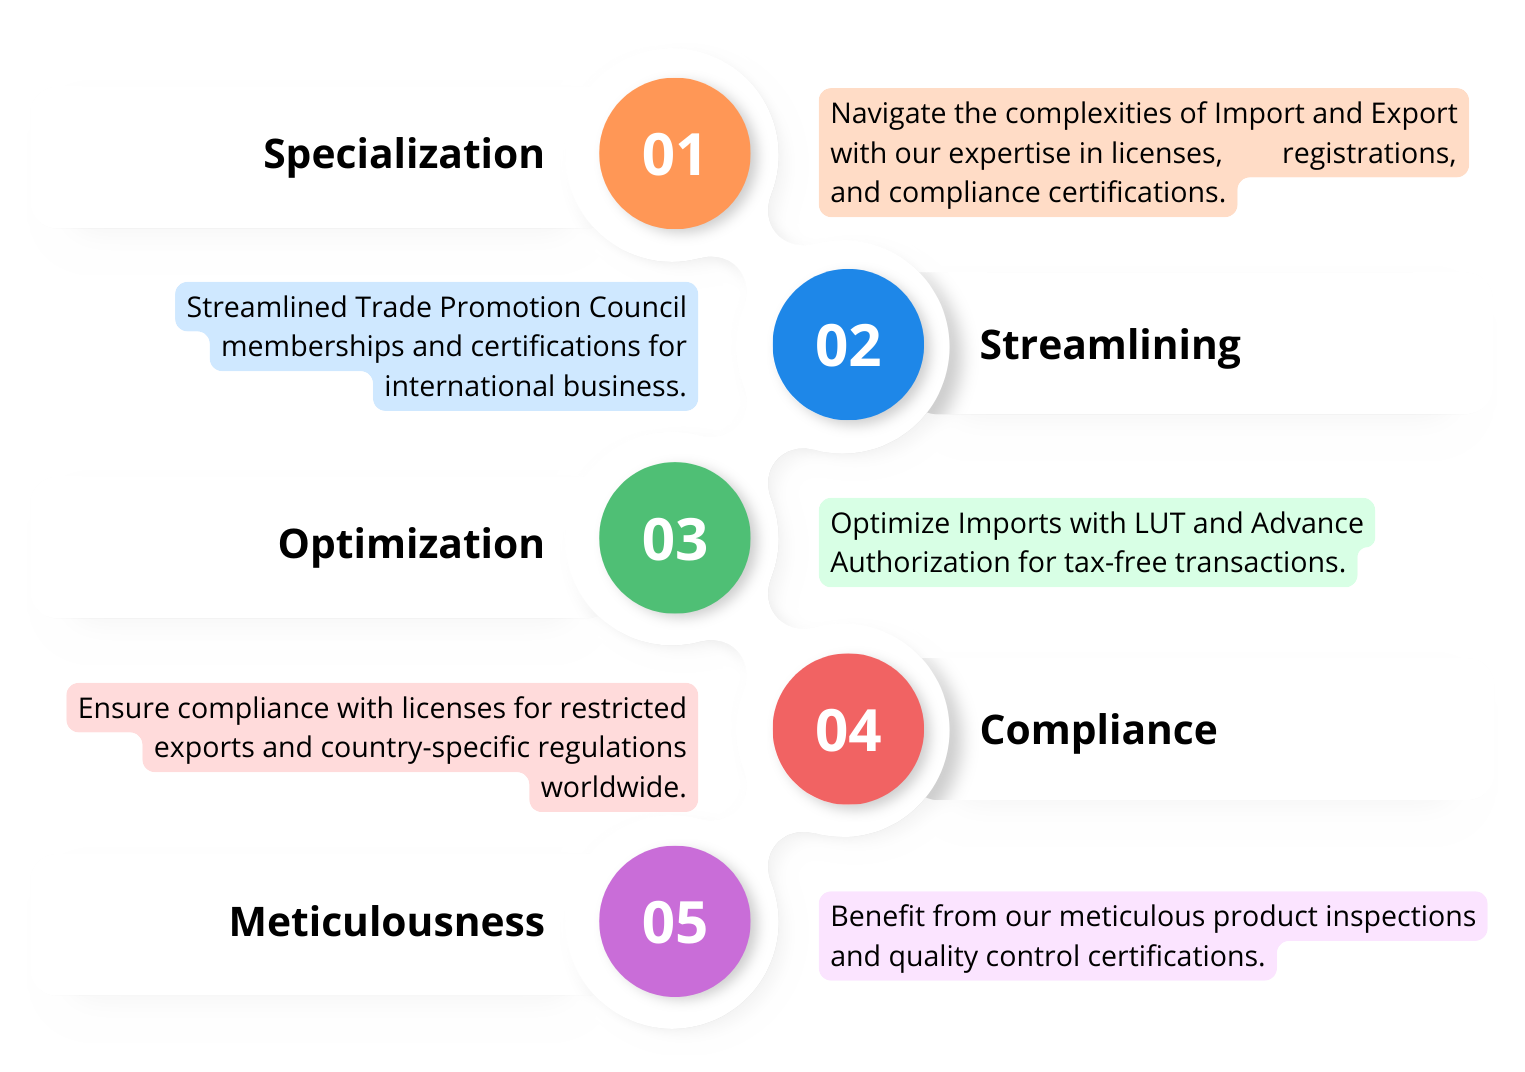 Specialization
01
Navigate the complexities of Import and Export
with our expertise in licenses, registrations,
and compliance certifications.
Streamlined Trade Promotion Council
memberships and certifications for
international business.
02
Streamlining
Optimization
03
Optimize Imports with LUT and Advance
Authorization for tax-free transactions.
Ensure compliance with licenses for restricted
exports and country-specific regulations
worldwide.
04
Compliance
Meticulousness
05
Benefit from our meticulous product inspections
and quality control certifications.